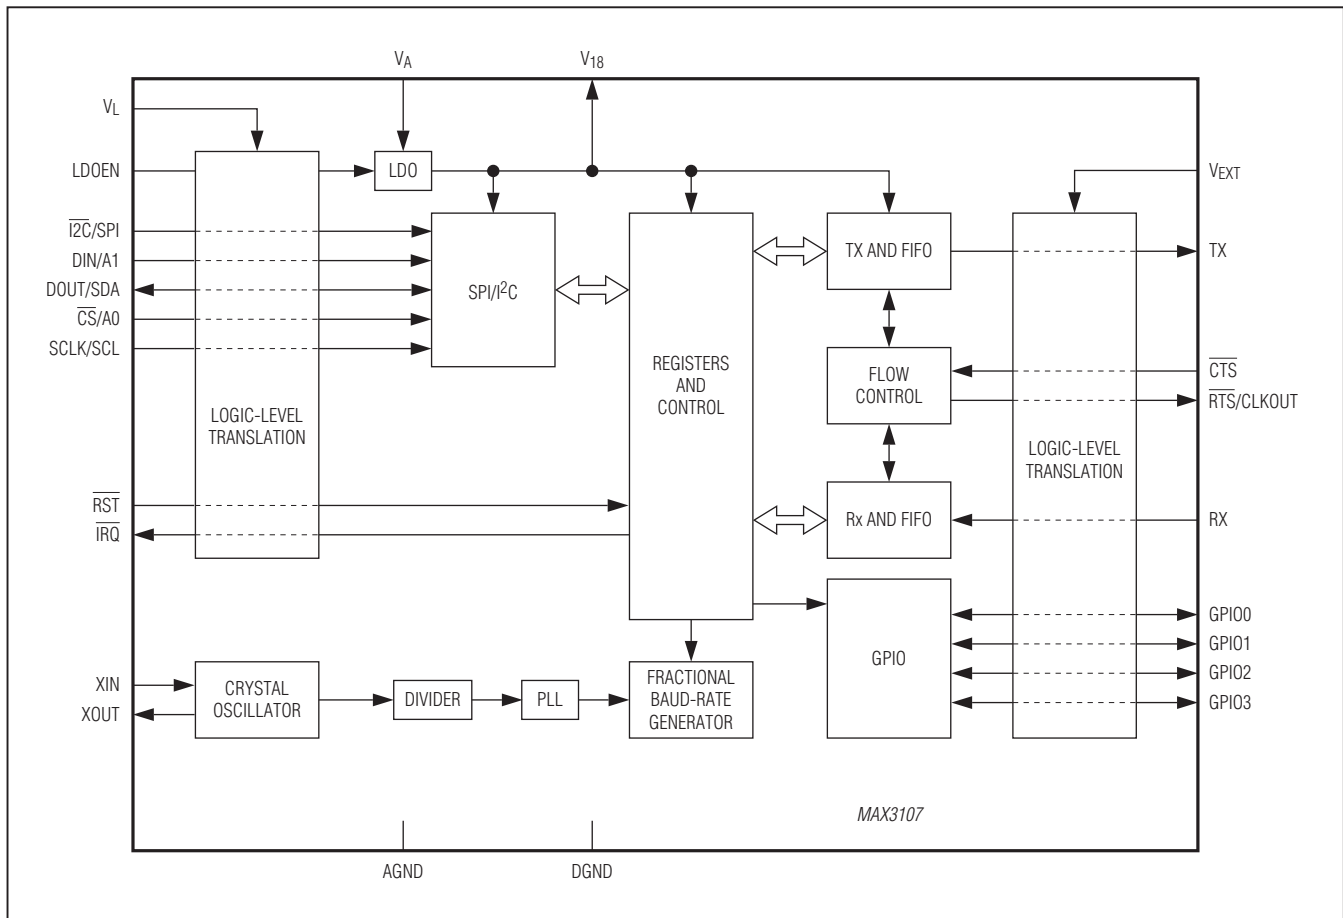 VA
V18
VL
LDOEN
LDO
VEXT
I2C/SPI
DIN/A1
DOUT/SDA
CS/A0
SCLK/SCL
SPI/I²C
TX AND FIFO
TX
REGISTERS
AND
CONTROL
FLOW
CONTROL
CTS
RTS/CLKOUT
LOGIC-LEVEL
TRANSLATION
LOGIC-LEVEL
TRANSLATION
RST
IRQ
Rx AND FIFO
RX
GPIO
GPIO0
GPIO1
GPIO2
GPIO3
XIN
XOUT
CRYSTAL
OSCILLATOR
DIVIDER
PLL
FRACTIONAL
BAUD-RATE
GENERATOR
MAX3107
AGND
DGND